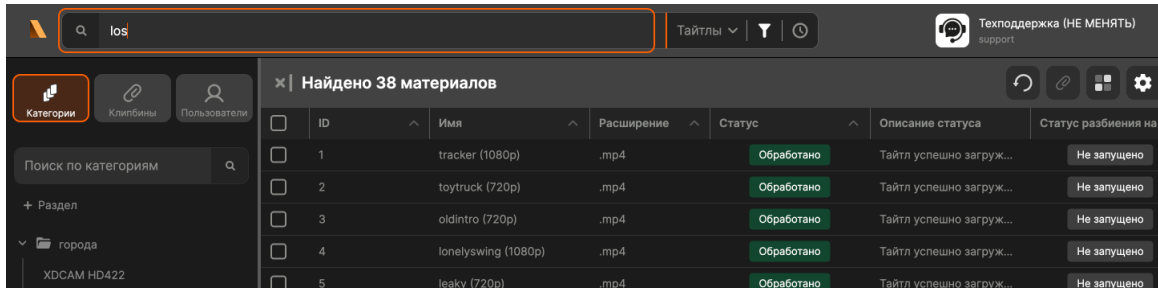 los
Тайтлы
Техподдержка (НЕ МЕНЯТЬ)
support
Категории
Клипбины
Пользователи
Найдено 38 материалов
Поиск по категориям
+ Раздел
города
XDCAM HD422
ID Имя Расширение Статус Описание статуса Статус разбиения на
1 tracker (1080p) .mp4 Обработано Тайтл успешно загруж... Не запущено
2 toytruck (720p) .mp4 Обработано Тайтл успешно загруж... Не запущено
3 oldintro (720p) .mp4 Обработано Тайтл успешно загруж... Не запущено
4 lonelyswing (1080p) .mp4 Обработано Тайтл успешно загруж... Не запущено
5 leaky (720p) .mp4 Обработано Тайтл успешно загруж... Не запущено